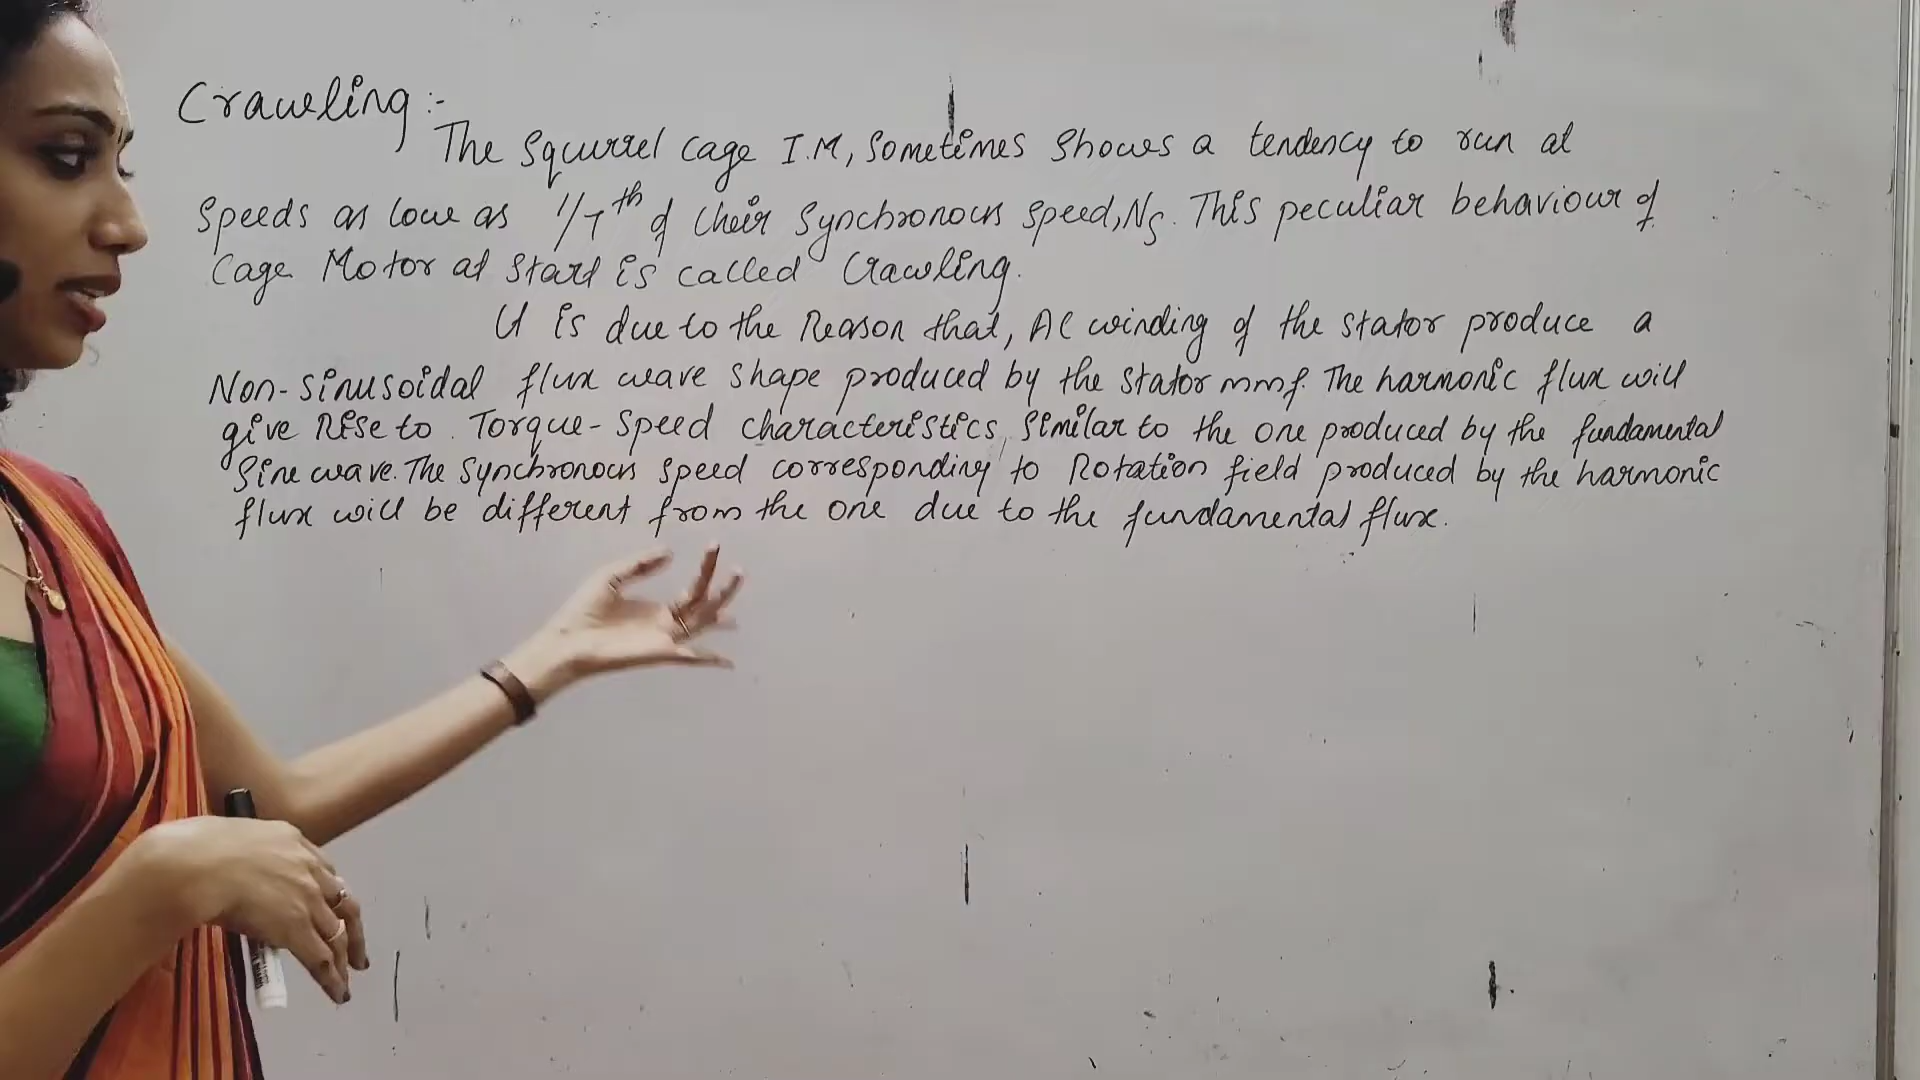 Crawling :-
The Squirrel Cage I.M, Sometimes Shows a tendency to run at
Speeds as low as 1/7th of their Synchronous Speed, Ns. This peculiar behaviour of
Cage Motor at Start is called Crawling.
It is due to the Reason that, AC winding of the stator produce a
Non-Sinusoidal flux wave shape produced by the stator mmf. The harmonic flux will
give Rise to Torque-Speed characteristics, Similar to the one produced by the fundamental
Sine wave. The Synchronous Speed corresponding to Rotation field produced by the harmonic
flux will be different from the one due to the fundamental flux.